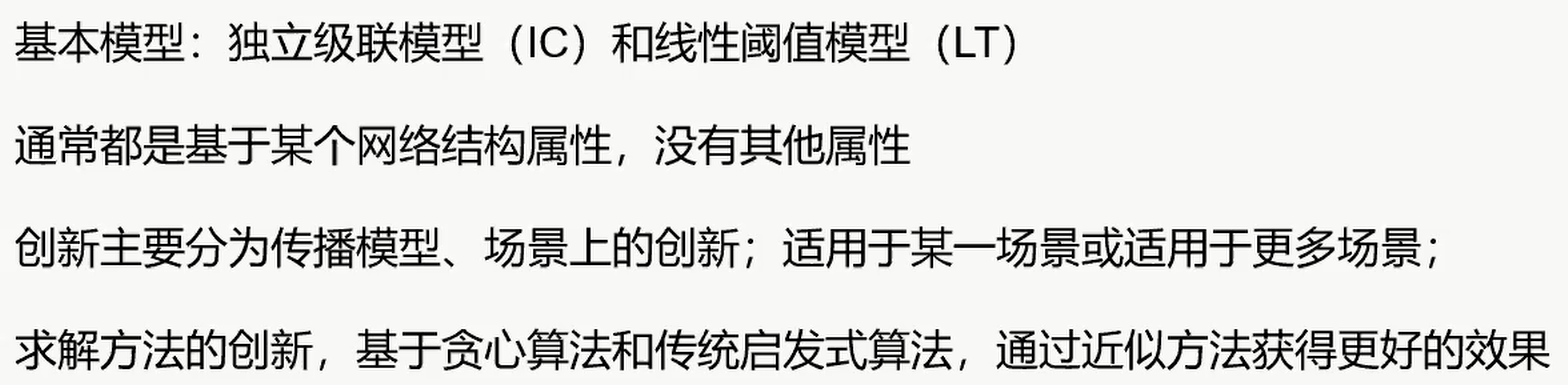 基本模型：独立级联模型（IC）和线性阈值模型（LT）
通常都是基于某个网络结构属性，没有其他属性
创新主要分为传播模型、场景上的创新；适用于某一场景或适用于更多场景；
求解方法的创新，基于贪心算法和传统启发式算法，通过近似方法获得更好的效果